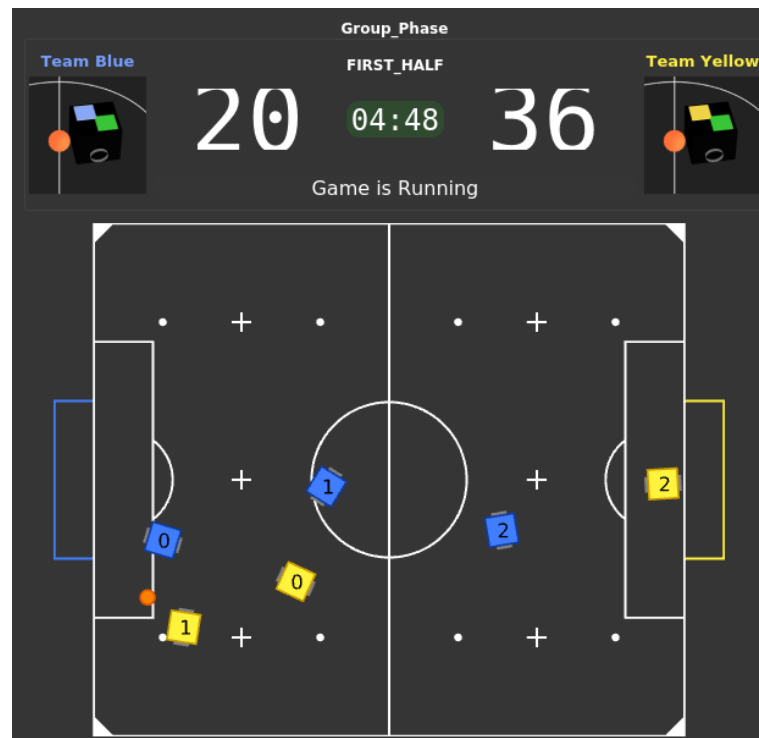 Group_Phase
Team Blue
FIRST_HALF
Team Yellow
20
04:48
36
Game is Running
1
2
2
0
0
1